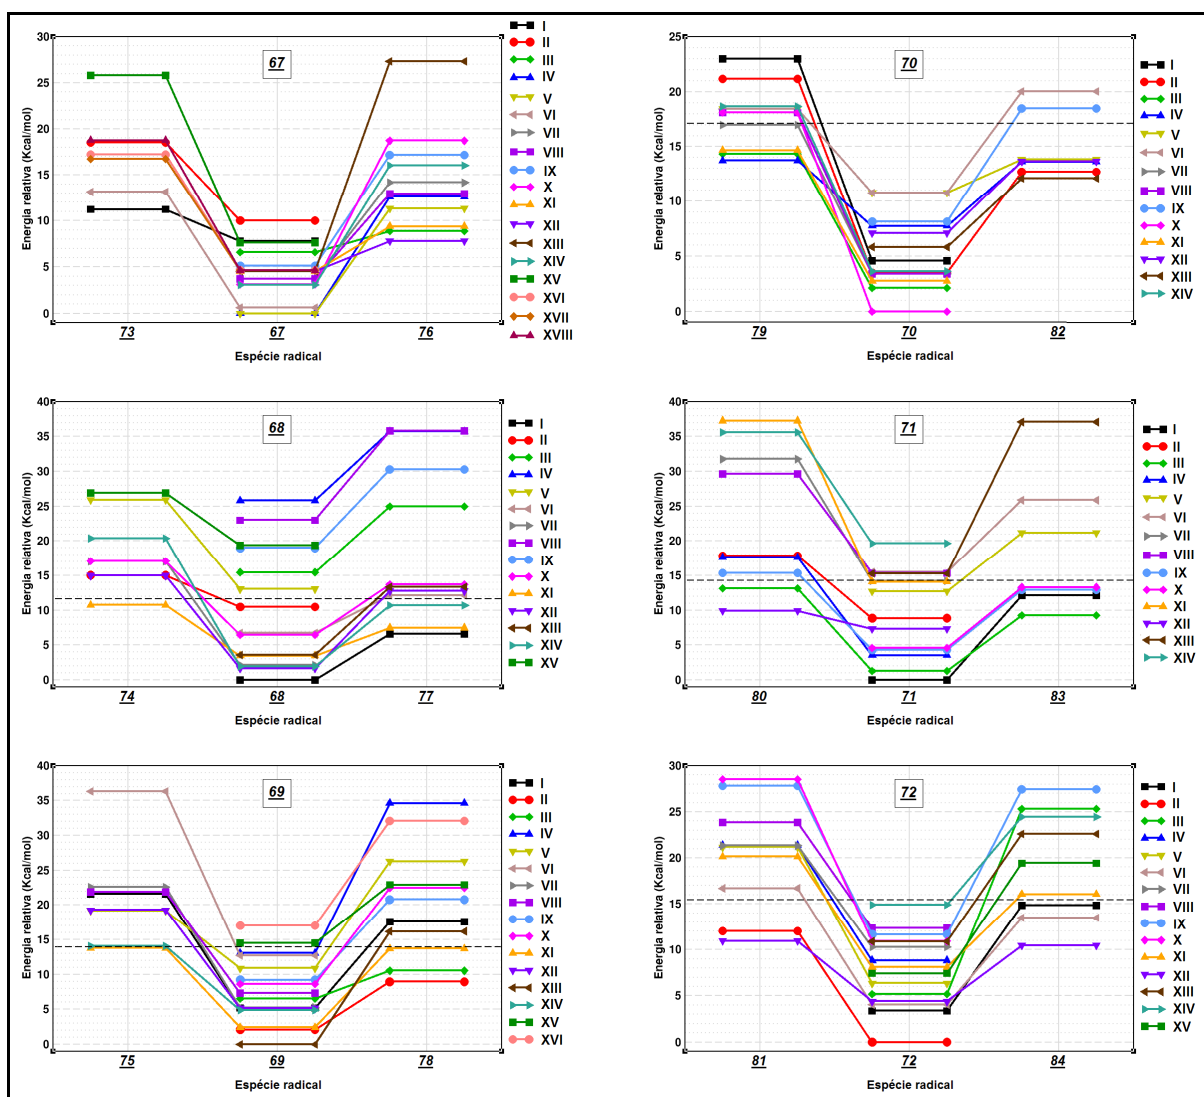 67
Energia relativa (Kcal/mol)
30
25
20
15
10
5
0
73
67
76
Espécie radical
I
II
III
IV
V
VI
VII
VIII
IX
X
XI
XII
XIII
XIV
XV
XVI
XVII
XVIII
70
Energia relativa (Kcal/mol)
25
20
15
10
5
0
79
70
82
Espécie radical
I
II
III
IV
V
VI
VII
VIII
IX
X
XI
XII
XIII
XIV
68
Energia relativa (Kcal/mol)
40
35
30
25
20
15
10
5
0
74
68
77
Espécie radical
I
II
III
IV
V
VI
VII
VIII
IX
X
XI
XII
XIII
XIV
XV
71
Energia relativa (Kcal/mol)
40
35
30
25
20
15
10
5
0
80
71
83
Espécie radical
I
II
III
IV
V
VI
VII
VIII
IX
X
XI
XII
XIII
XIV
69
Energia relativa (Kcal/mol)
40
35
30
25
20
15
10
5
0
75
69
78
Espécie radical
I
II
III
IV
V
VI
VII
VIII
IX
X
XI
XII
XIII
XIV
XV
XVI
72
Energia relativa (Kcal/mol)
30
25
20
15
10
5
0
81
72
84
Espécie radical
I
II
III
IV
V
VI
VII
VIII
IX
X
XI
XII
XIII
XIV
XV